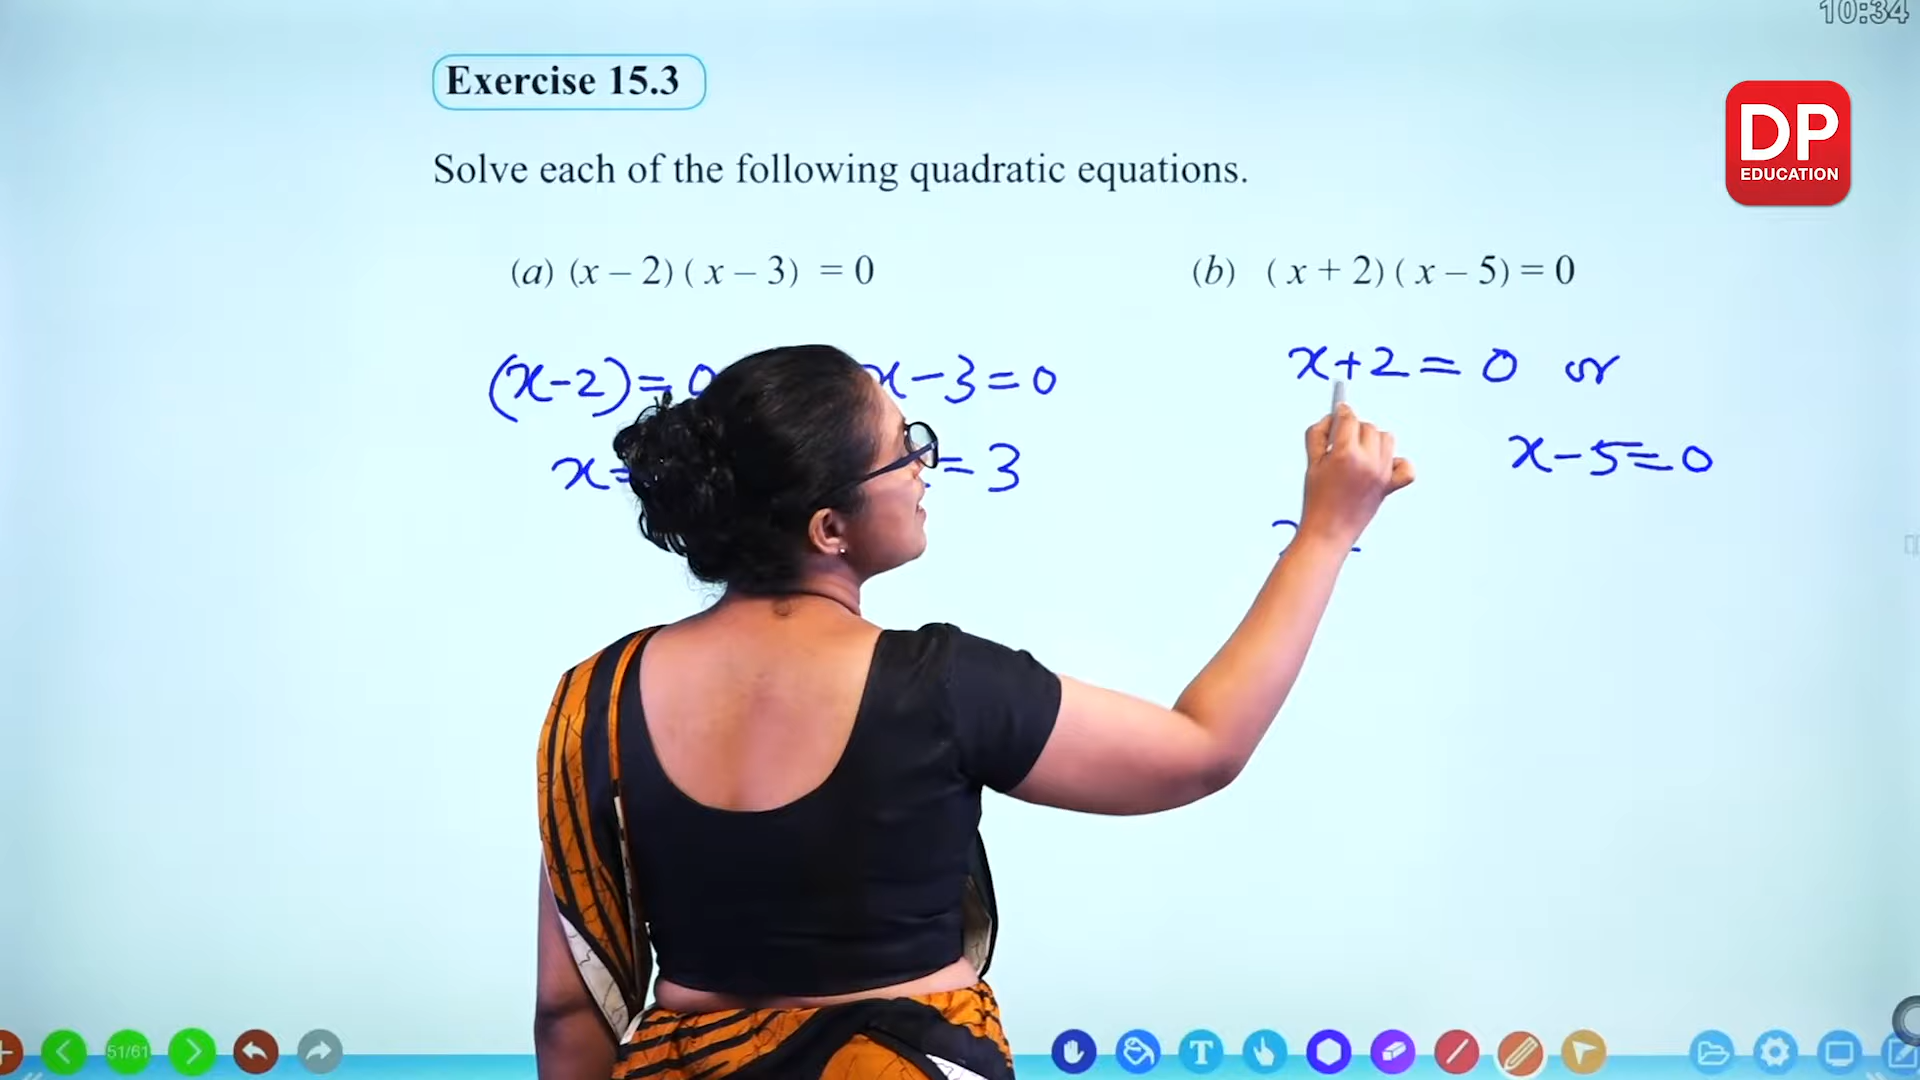 10:34
Exercise 15.3
DP
EDUCATION
Solve each of the following quadratic equations.
(a) (x – 2) ( x – 3) = 0
(b) ( x + 2) ( x – 5) = 0
(x-2)=0 x-3=0
x+2=0 or
x-5=0
x= =3
51/61
T